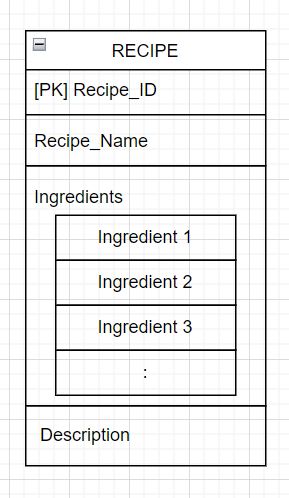 RECIPE
[PK] Recipe_ID
Recipe_Name
Ingredients
Ingredient 1
Ingredient 2
Ingredient 3
:
Description